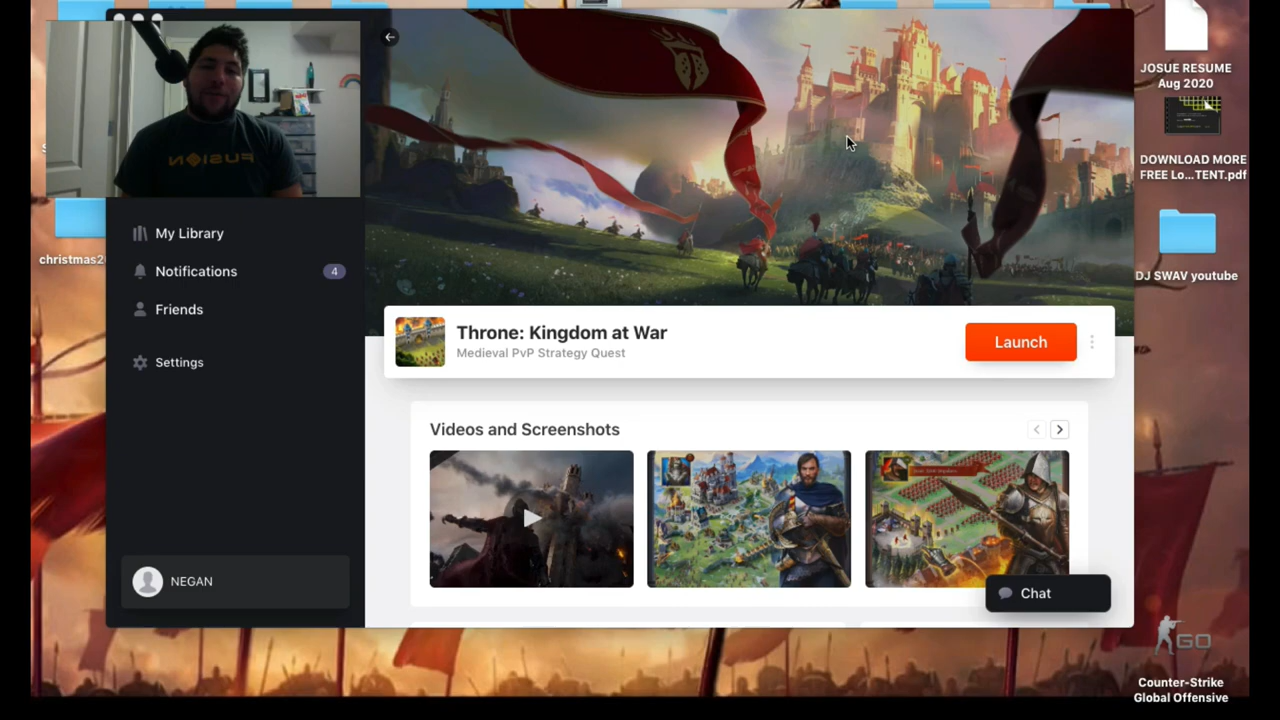 JOSUE RESUME
Aug 2020
DOWNLOAD MORE
FREE Lo...TENT.pdf
FUSION
My Library
christmas2
Notifications
4
DJ SWAV youtube
Friends
Throne: Kingdom at War
Medieval PvP Strategy Quest
Launch
Settings
Videos and Screenshots
NEGAN
Chat
GO
Counter-Strike
Global Offensive